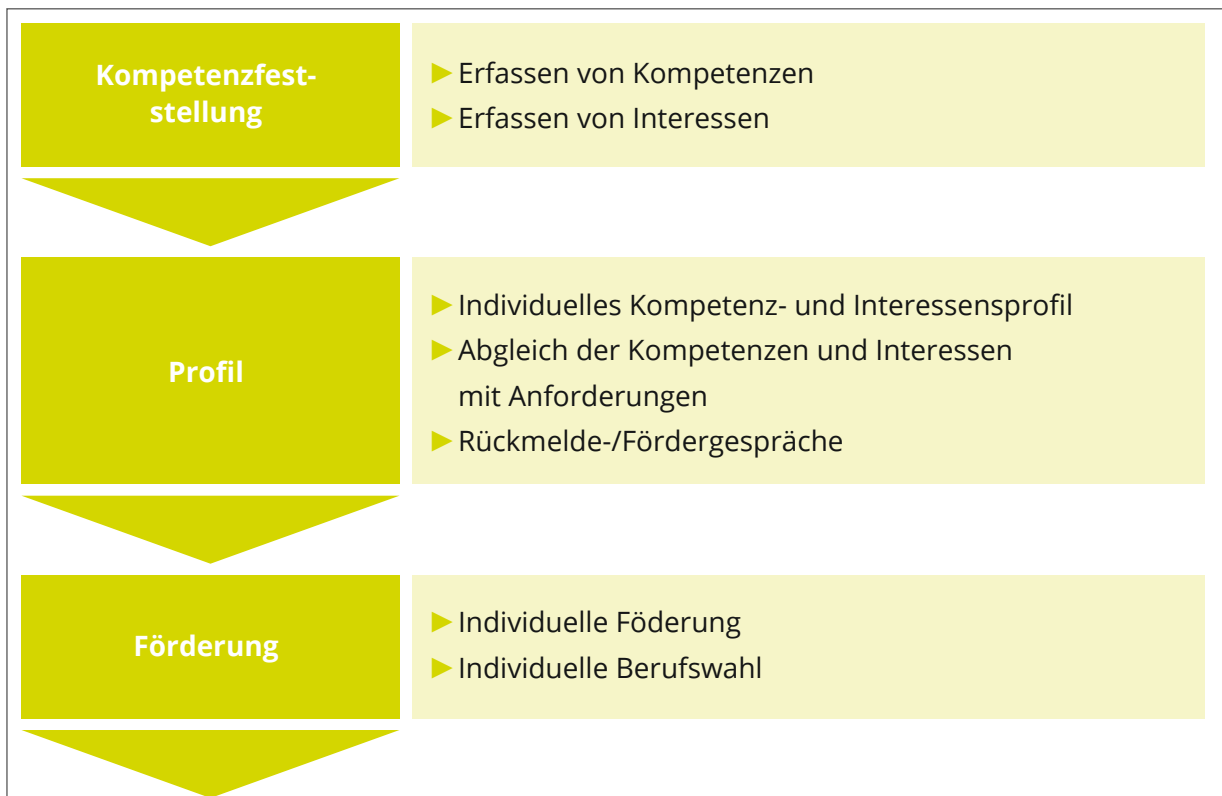 Kompetenzfest-
stellung
▶ Erfassen von Kompetenzen
▶ Erfassen von Interessen
Profil
▶ Individuelles Kompetenz- und Interessensprofil
▶ Abgleich der Kompetenzen und Interessen
mit Anforderungen
▶ Rückmelde-/Fördergespräche
Förderung
▶ Individuelle Föderung
▶ Individuelle Berufswahl